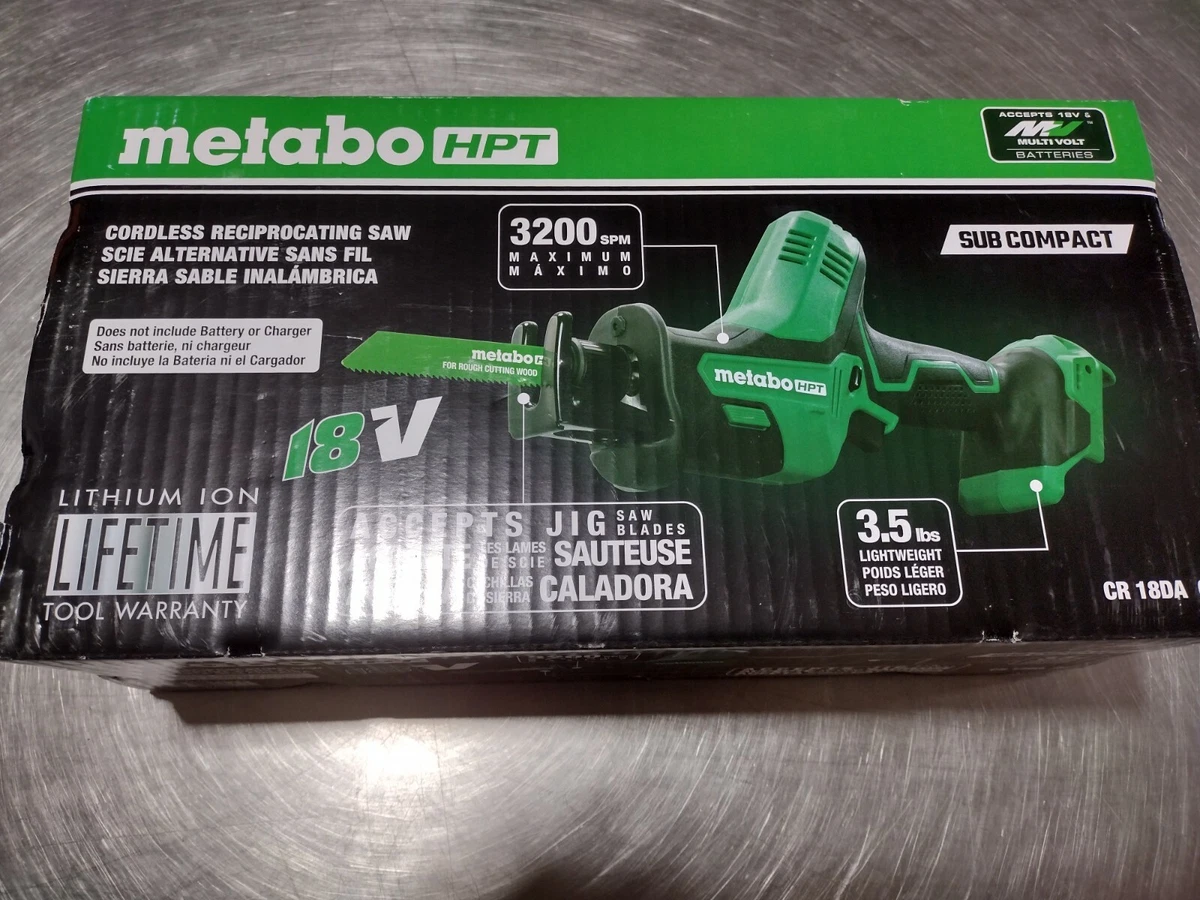 metabo HPT
ACCEPTS 18V &
MV™
MULTI VOLT
BATTERIES
CORDLESS RECIPROCATING SAW
SCIE ALTERNATIVE SANS FIL
SIERRA SABLE INALÁMBRICA
3200 SPM
MAXIMUM
MÁXIMO
SUB COMPACT
Does not include Battery or Charger
Sans batterie, ni chargeur
No incluye la Bateria ni el Cargador
metabo
FOR ROUGH CUTTING WOOD
metabo HPT
18V
LITHIUM ION
LIFETIME
TOOL WARRANTY
ACCEPTS JIG SAW BLADES
LAMES SCIE SAUTEUSE
CALADORA
3.5 lbs
LIGHTWEIGHT
POIDS LÉGER
PESO LIGERO
CR 18DA